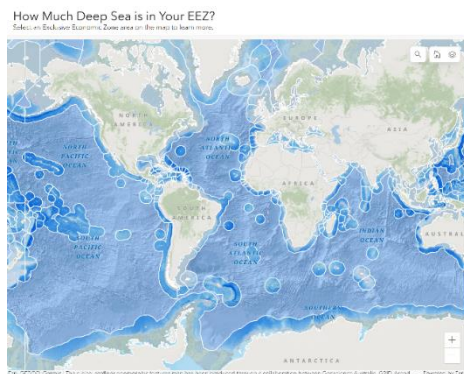 How Much Deep Sea is in Your EEZ?
Select an Exclusive Economic Zone area on the map to learn more.
NORTH
AMERICA
EUROPE
ASIA
NORTH
PACIFIC
OCEAN
NORTH
ATLANTIC
OCEAN
AFRICA
SOUTH
AMERICA
SOUTH
PACIFIC
OCEAN
SOUTH
ATLANTIC
OCEAN
INDIAN
OCEAN
AUSTRAL
SOUTHERN
OCEAN
ANTARCTICA